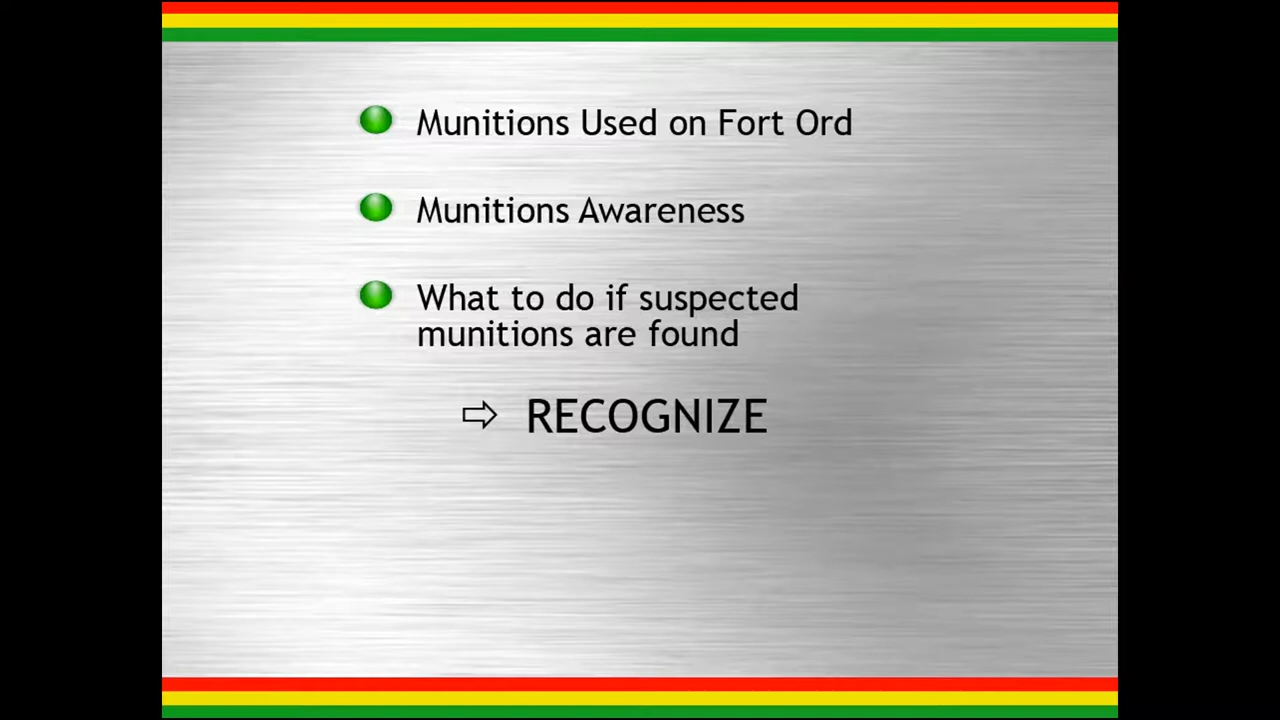 Munitions Used on Fort Ord
Munitions Awareness
What to do if suspected
munitions are found
⇨ RECOGNIZE